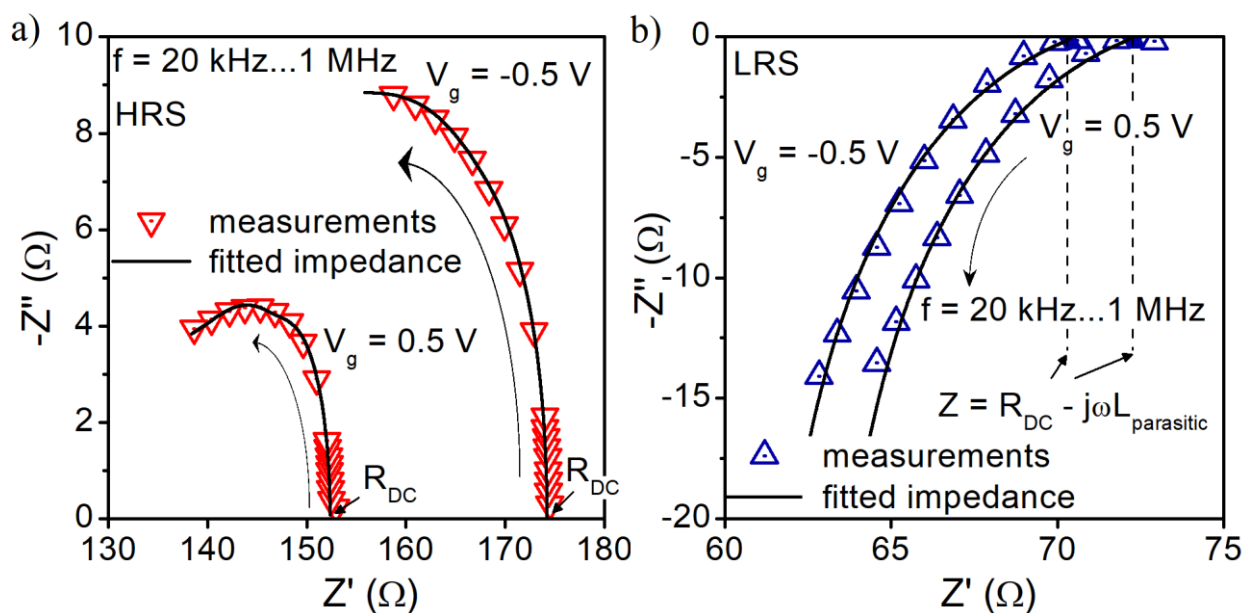 a)
10
8
6
4
2
0
-Z'' (Ω)
f = 20 kHz...1 MHz
V_g = -0.5 V
HRS
measurements
fitted impedance
V_g = 0.5 V
R_DC
R_DC
130 140 150 160 170 180
Z' (Ω)
b)
0
-5
-10
-15
-20
-Z'' (Ω)
LRS
V_g = -0.5 V
V_g = 0.5 V
f = 20 kHz...1 MHz
Z = R_DC - jωL_parasitic
measurements
fitted impedance
60 65 70 75
Z' (Ω)